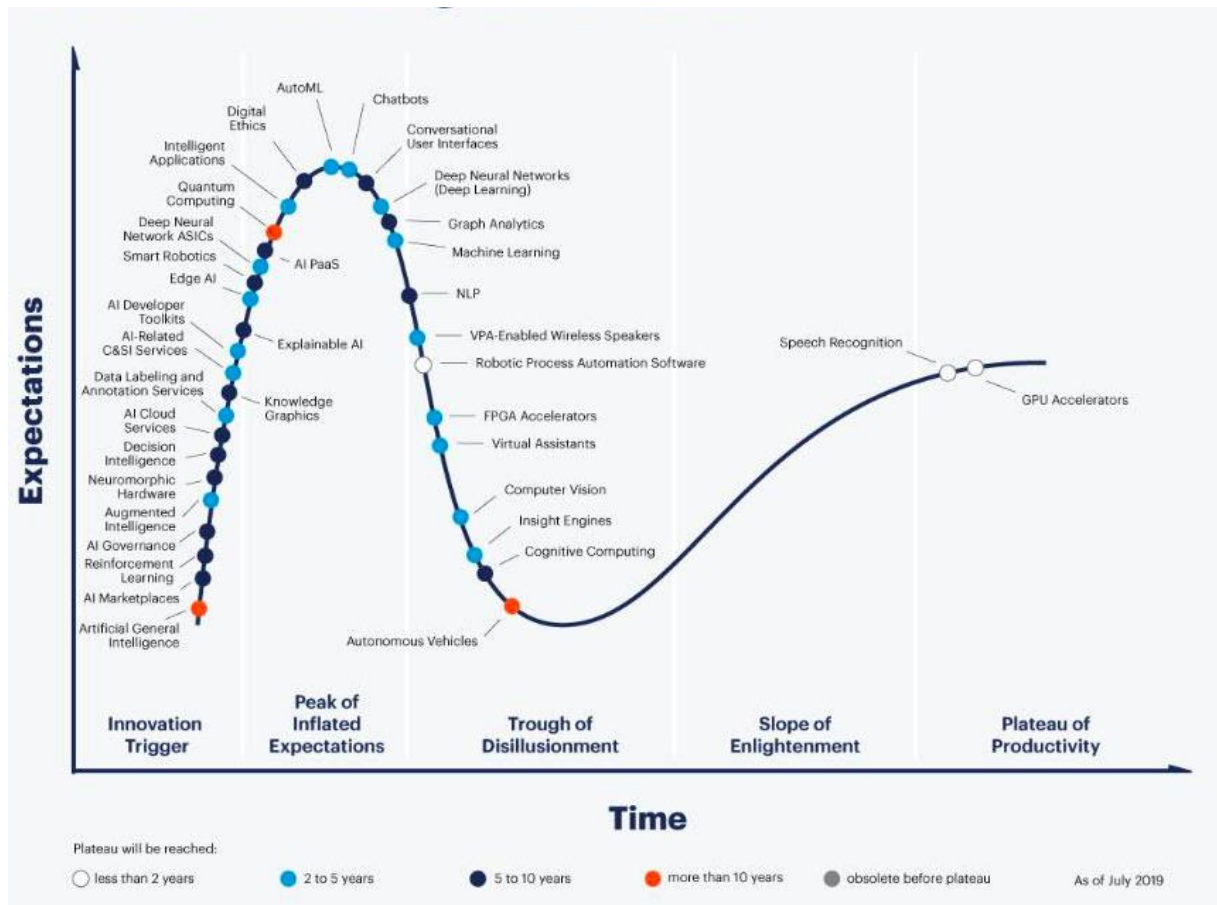 AutoML
Chatbots
Digital
Ethics
Conversational
User Interfaces
Intelligent
Applications
Deep Neural Networks
(Deep Learning)
Quantum
Computing
Graph Analytics
Deep Neural
Network ASICs
Machine Learning
Smart Robotics
AI PaaS
Edge AI
NLP
AI Developer
Toolkits
VPA-Enabled Wireless Speakers
AI-Related
C&SI Services
Explainable AI
Speech Recognition
Robotic Process Automation Software
Data Labeling and
Annotation Services
Knowledge
Graphics
GPU Accelerators
AI Cloud
Services
FPGA Accelerators
Decision
Intelligence
Virtual Assistants
Neuromorphic
Hardware
Computer Vision
Augmented
Intelligence
Insight Engines
AI Governance
Cognitive Computing
Reinforcement
Learning
AI Marketplaces
Artificial General
Intelligence
Autonomous Vehicles
Expectations
Innovation
Trigger
Peak of
Inflated
Expectations
Trough of
Disillusionment
Slope of
Enlightenment
Plateau of
Productivity
Time
Plateau will be reached:
less than 2 years
2 to 5 years
5 to 10 years
more than 10 years
obsolete before plateau
As of July 2019